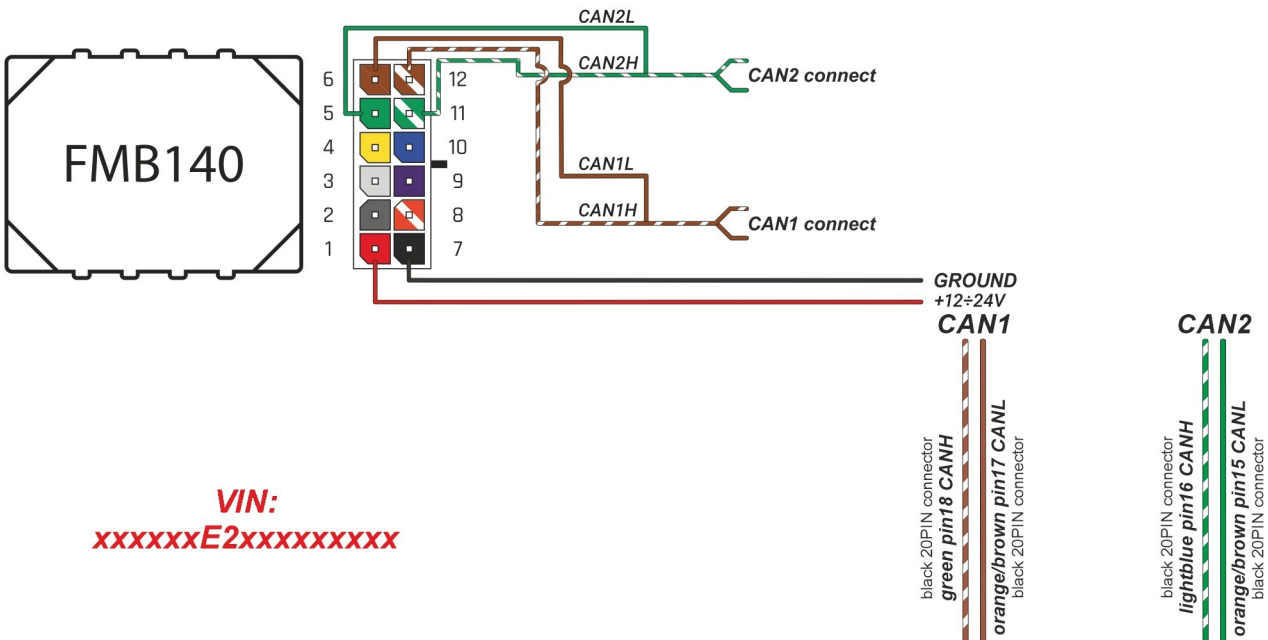 CAN2L
CAN2H
CAN2 connect
6
12
5
11
4
10
3
9
2
8
1
7
FMB140
CAN1L
CAN1H
CAN1 connect
GROUND
+12÷24V
CAN1
CAN2
black 20PIN connector
green pin18 CANH
orange/brown pin17 CANL
black 20PIN connector
black 20PIN connector
lightblue pin16 CANH
orange/brown pin15 CANL
black 20PIN connector
VIN:
xxxxxxE2xxxxxxxxx